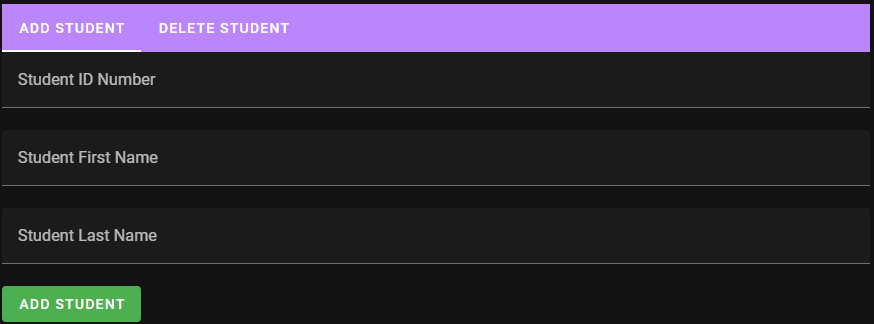 ADD STUDENT DELETE STUDENT
Student ID Number
Student First Name
Student Last Name
ADD STUDENT